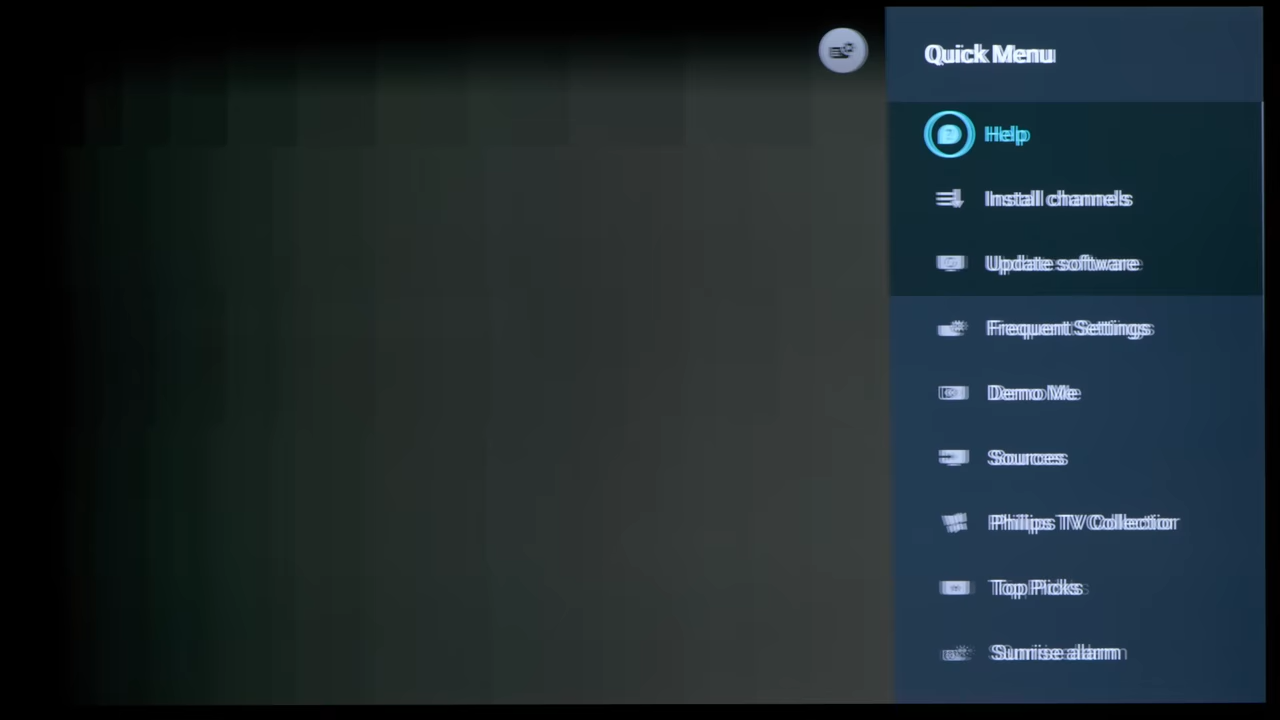 Quick Menu
Help
Install channels
Update software
Frequent Settings
Demo Me
Sources
Philips TV Collection
Top Picks
Sunrise alarm